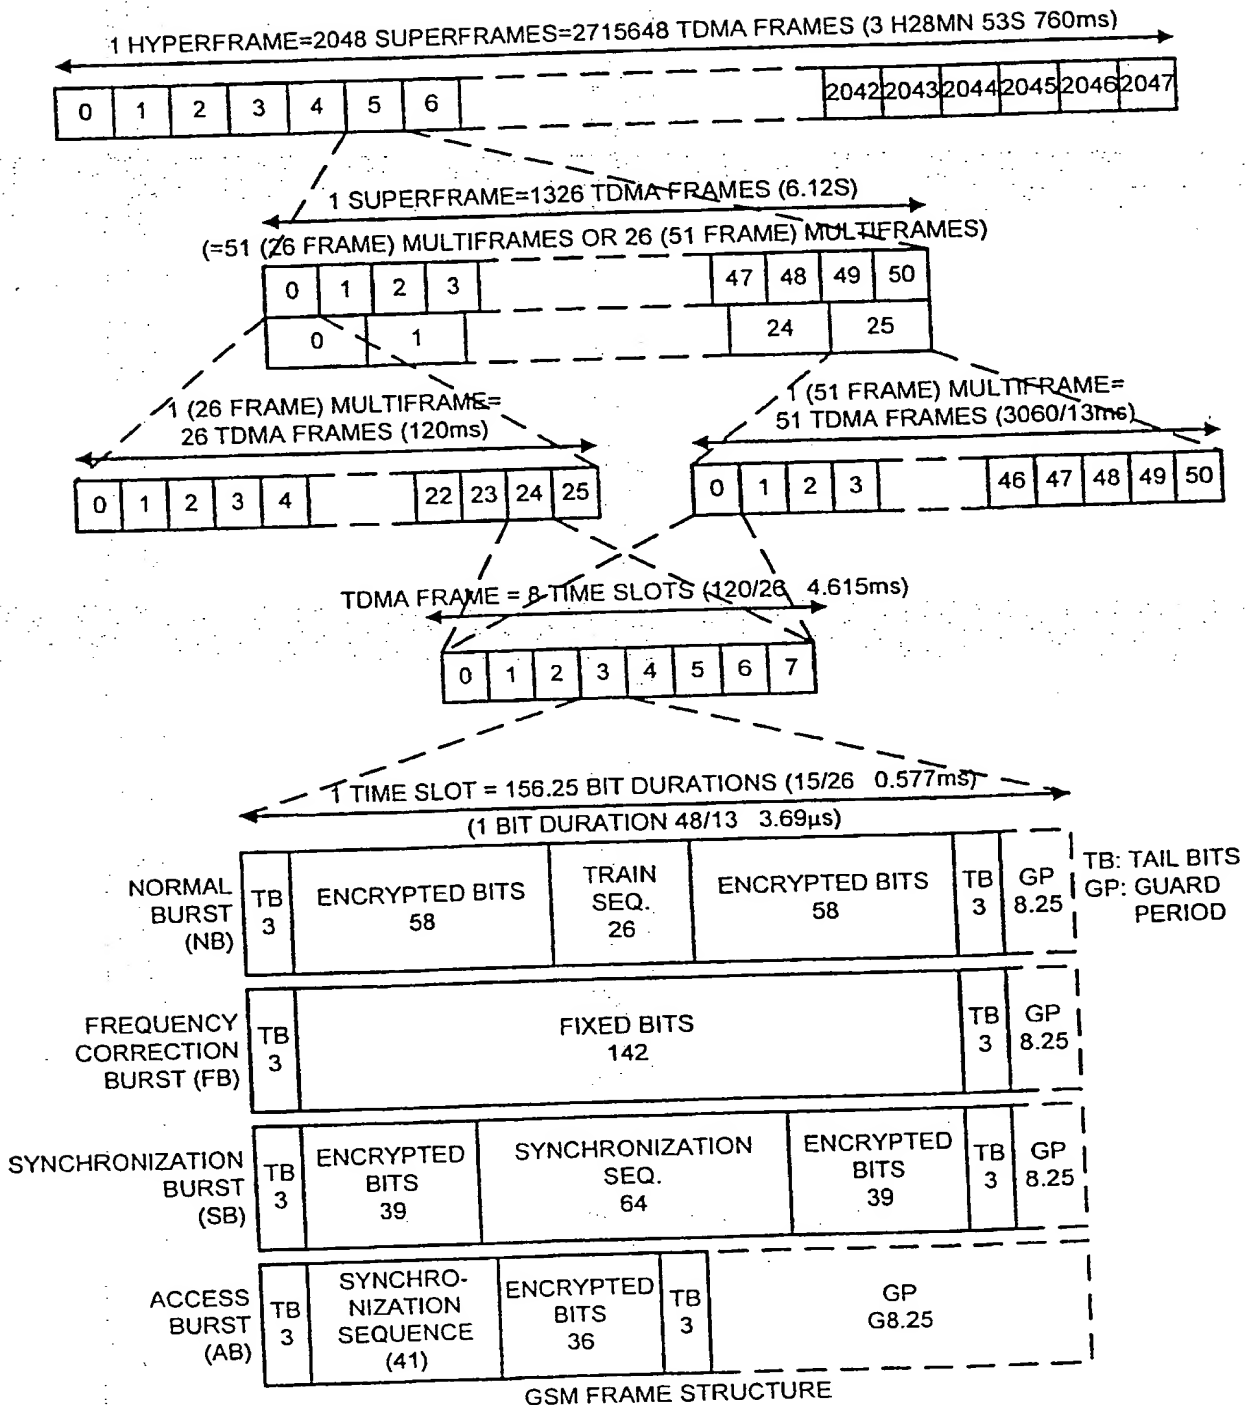 1 HYPERFRAME=2048 SUPERFRAMES=2715648 TDMA FRAMES (3 H28MN 53S 760ms)
0 1 2 3 4 5 6 2042 2043 2044 2045 2046 2047
1 SUPERFRAME=1326 TDMA FRAMES (6.12S)
(=51 (26 FRAME) MULTIFRAMES OR 26 (51 FRAME) MULTIFRAMES)
0 1 2 3 47 48 49 50
0 1 24 25
1 (26 FRAME) MULTIFRAME=
26 TDMA FRAMES (120ms)
1 (51 FRAME) MULTIFRAME=
51 TDMA FRAMES (3060/13ms)
0 1 2 3 4 22 23 24 25
0 1 2 3 46 47 48 49 50
TDMA FRAME = 8 TIME SLOTS (120/26 4.615ms)
0 1 2 3 4 5 6 7
1 TIME SLOT = 156.25 BIT DURATIONS (15/26 0.577ms)
(1 BIT DURATION 48/13 3.69µs)
NORMAL
BURST
(NB)
TB
3
ENCRYPTED BITS
58
TRAIN
SEQ.
26
ENCRYPTED BITS
58
TB
3
GP
8.25
TB: TAIL BITS
GP: GUARD
PERIOD
FREQUENCY
CORRECTION
BURST (FB)
TB
3
FIXED BITS
142
TB
3
GP
8.25
SYNCHRONIZATION
BURST
(SB)
TB
3
ENCRYPTED
BITS
39
SYNCHRONIZATION
SEQ.
64
ENCRYPTED
BITS
39
TB
3
GP
8.25
ACCESS
BURST
(AB)
TB
3
SYNCHRO-
NIZATION
SEQUENCE
(41)
ENCRYPTED
BITS
36
TB
3
GP
G8.25
GSM FRAME STRUCTURE